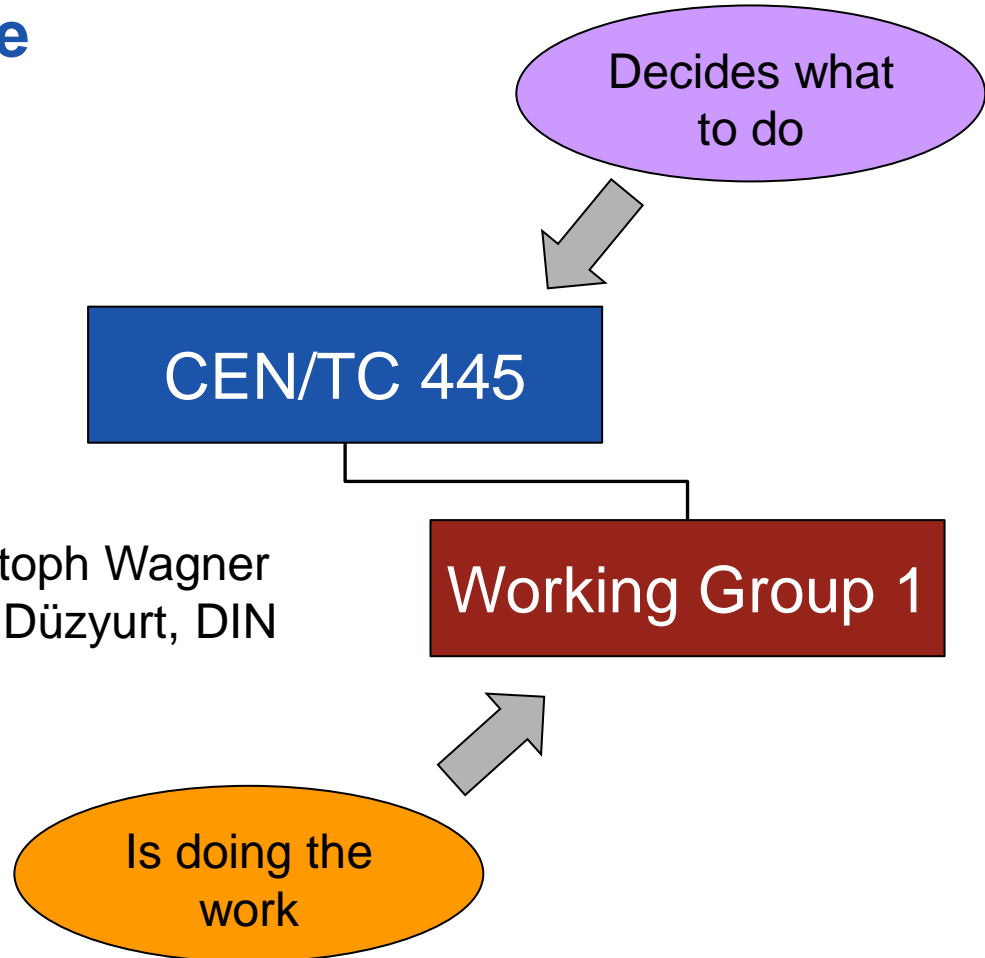 e
Decides what
to do
CEN/TC 445
toph Wagner
Düzyurt, DIN
Working Group 1
Is doing the
work